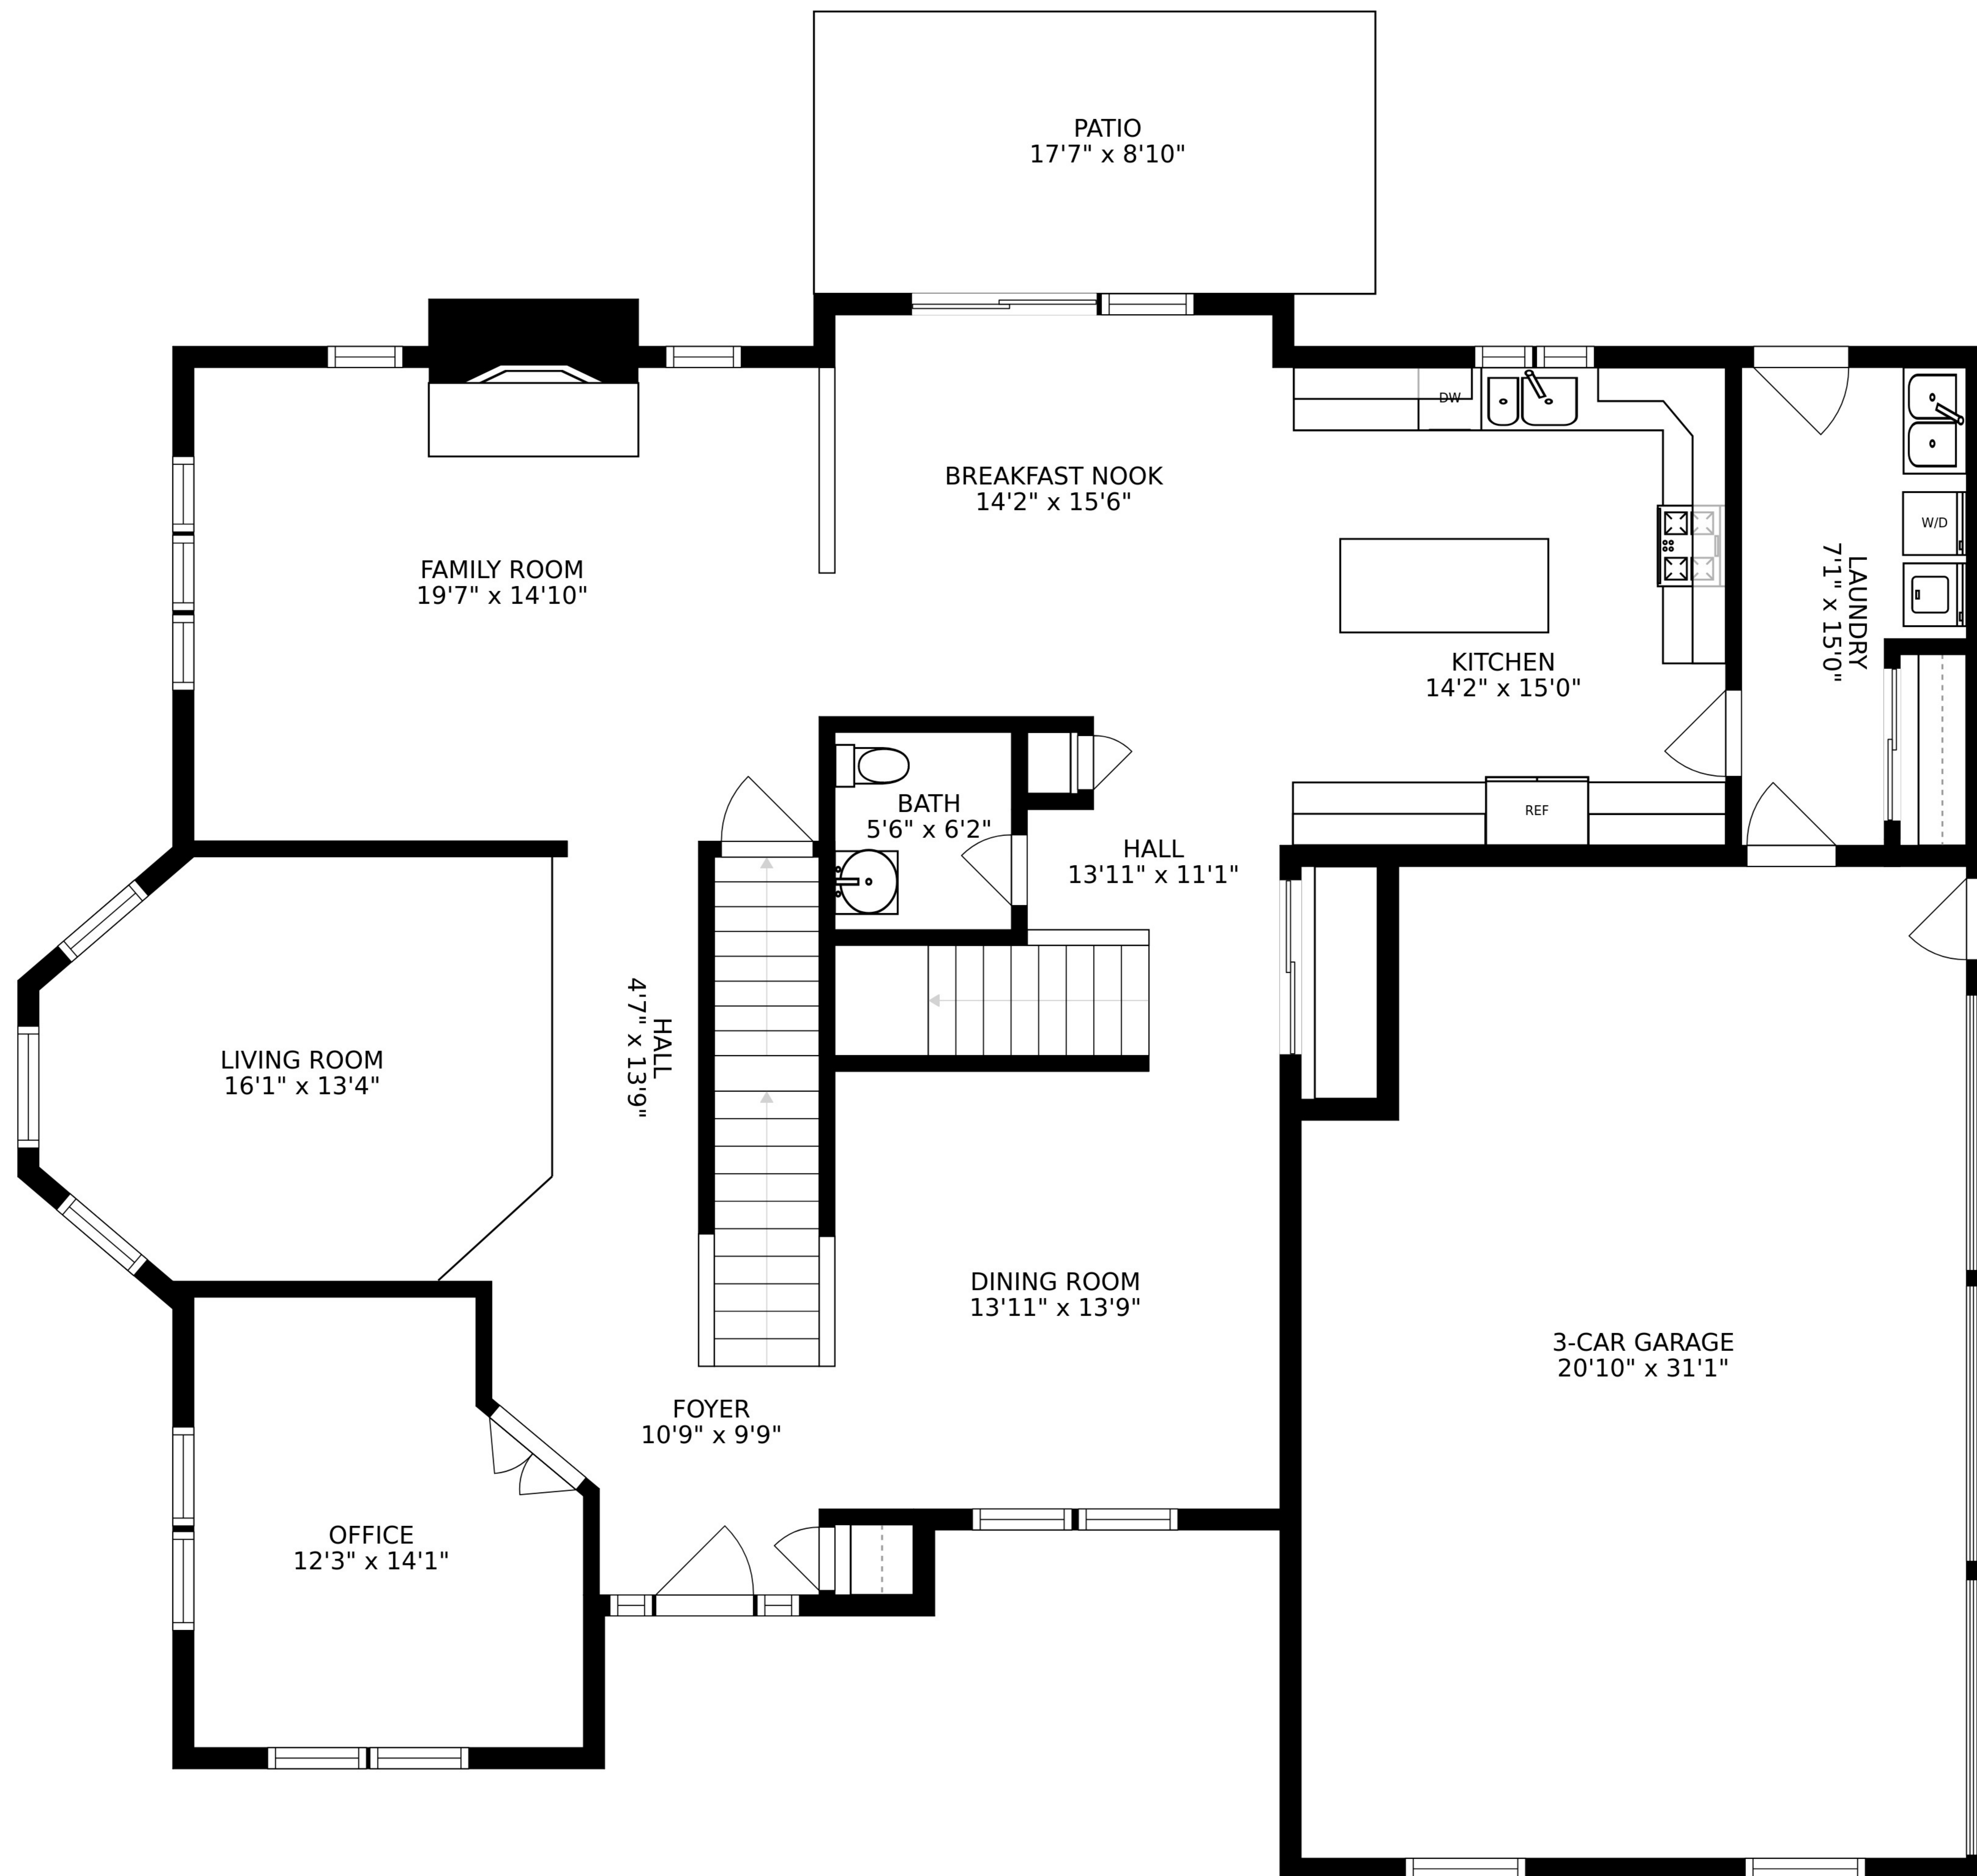 PATIO
17'7" x 8'10"
DW
BREAKFAST NOOK
14'2" x 15'6"
W/D
FAMILY ROOM
19'7" x 14'10"
LAUNDRY
7'1" x 15'0"
KITCHEN
14'2" x 15'0"
BATH
5'6" x 6'2"
REF
HALL
13'11" x 11'1"
HALL
4'7" x 13'9"
LIVING ROOM
16'1" x 13'4"
DINING ROOM
13'11" x 13'9"
3-CAR GARAGE
20'10" x 31'1"
FOYER
10'9" x 9'9"
OFFICE
12'3" x 14'1"